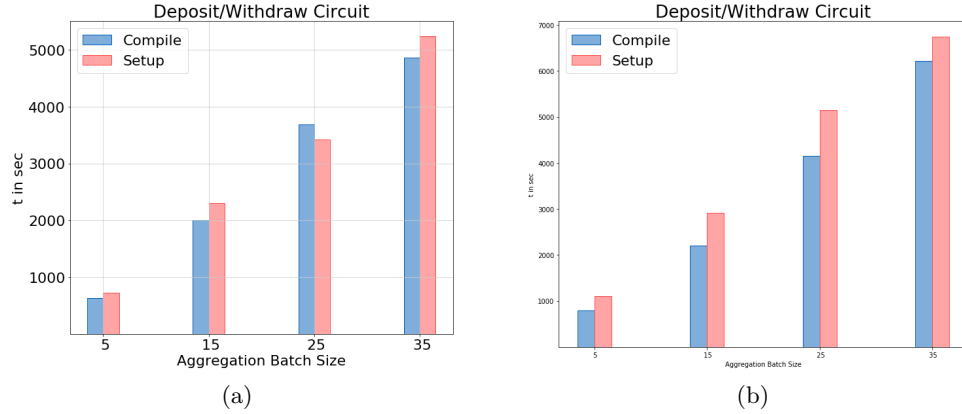 Deposit/Withdraw Circuit
Compile
Setup
t in sec
5000
4000
3000
2000
1000
5 15 25 35
Aggregation Batch Size
(a)
Deposit/Withdraw Circuit
Compile
Setup
t in sec
7000
6000
5000
4000
3000
2000
1000
5 15 25 35
Aggregation Batch Size
(b)